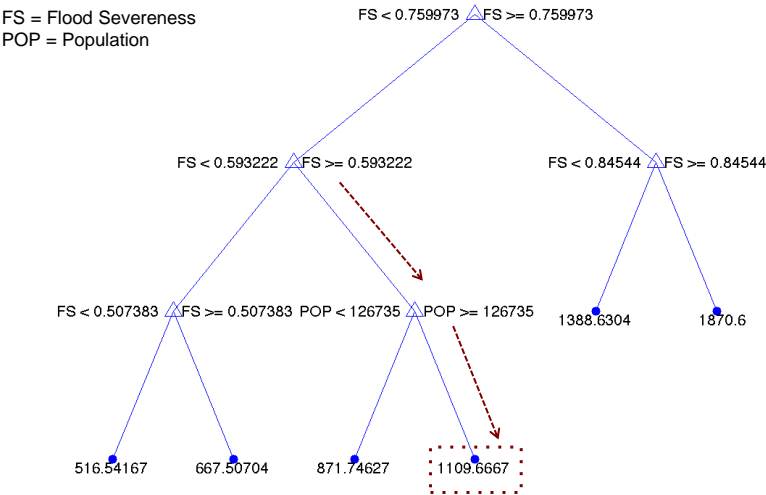 FS = Flood Severeness
POP = Population
FS < 0.759973 FS >= 0.759973
FS < 0.593222 FS >= 0.593222 FS < 0.84544 FS >= 0.84544
FS < 0.507383 FS >= 0.507383 POP < 126735 POP >= 126735
1388.6304 1870.6
516.54167 667.50704 871.74627 1109.6667